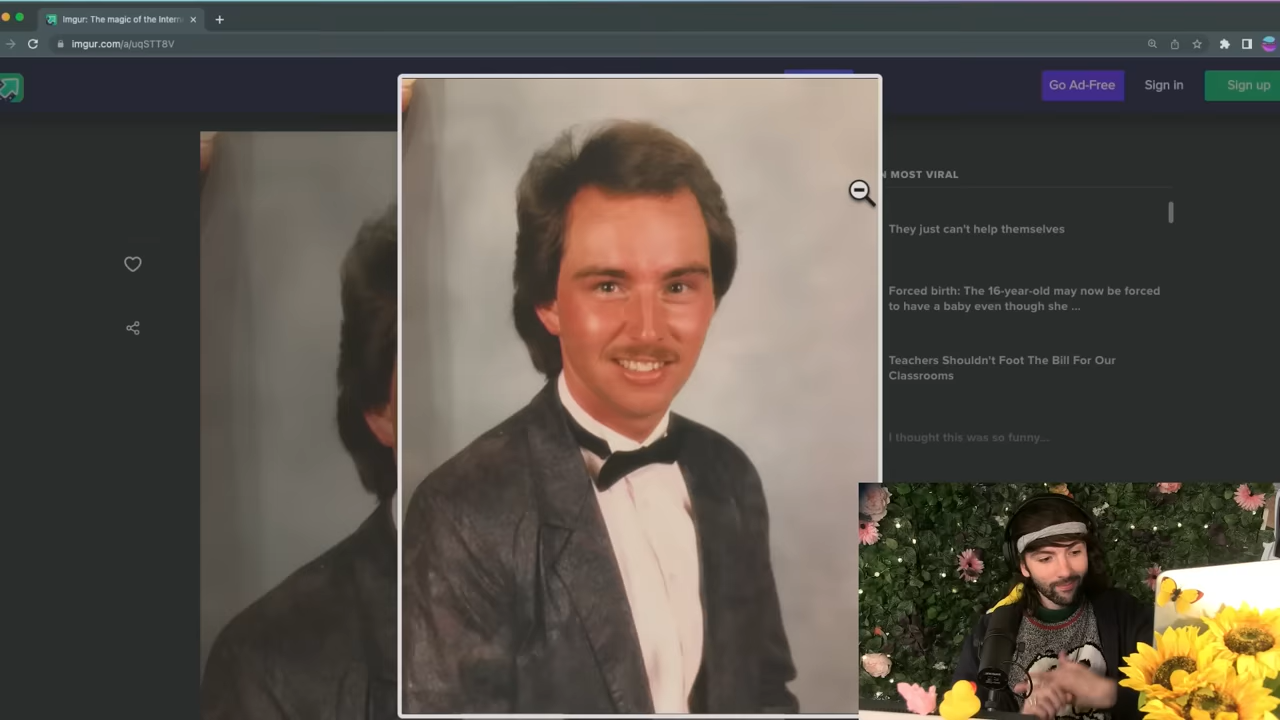 Imgur: The magic of the Intern
imgur.com/a/uqSTT8V
Go Ad-Free
Sign in
Sign up
N MOST VIRAL
They just can't help themselves
Forced birth: The 16-year-old may now be forced
to have a baby even though she ...
Teachers Shouldn't Foot The Bill For Our
Classrooms
I thought this was so funny...